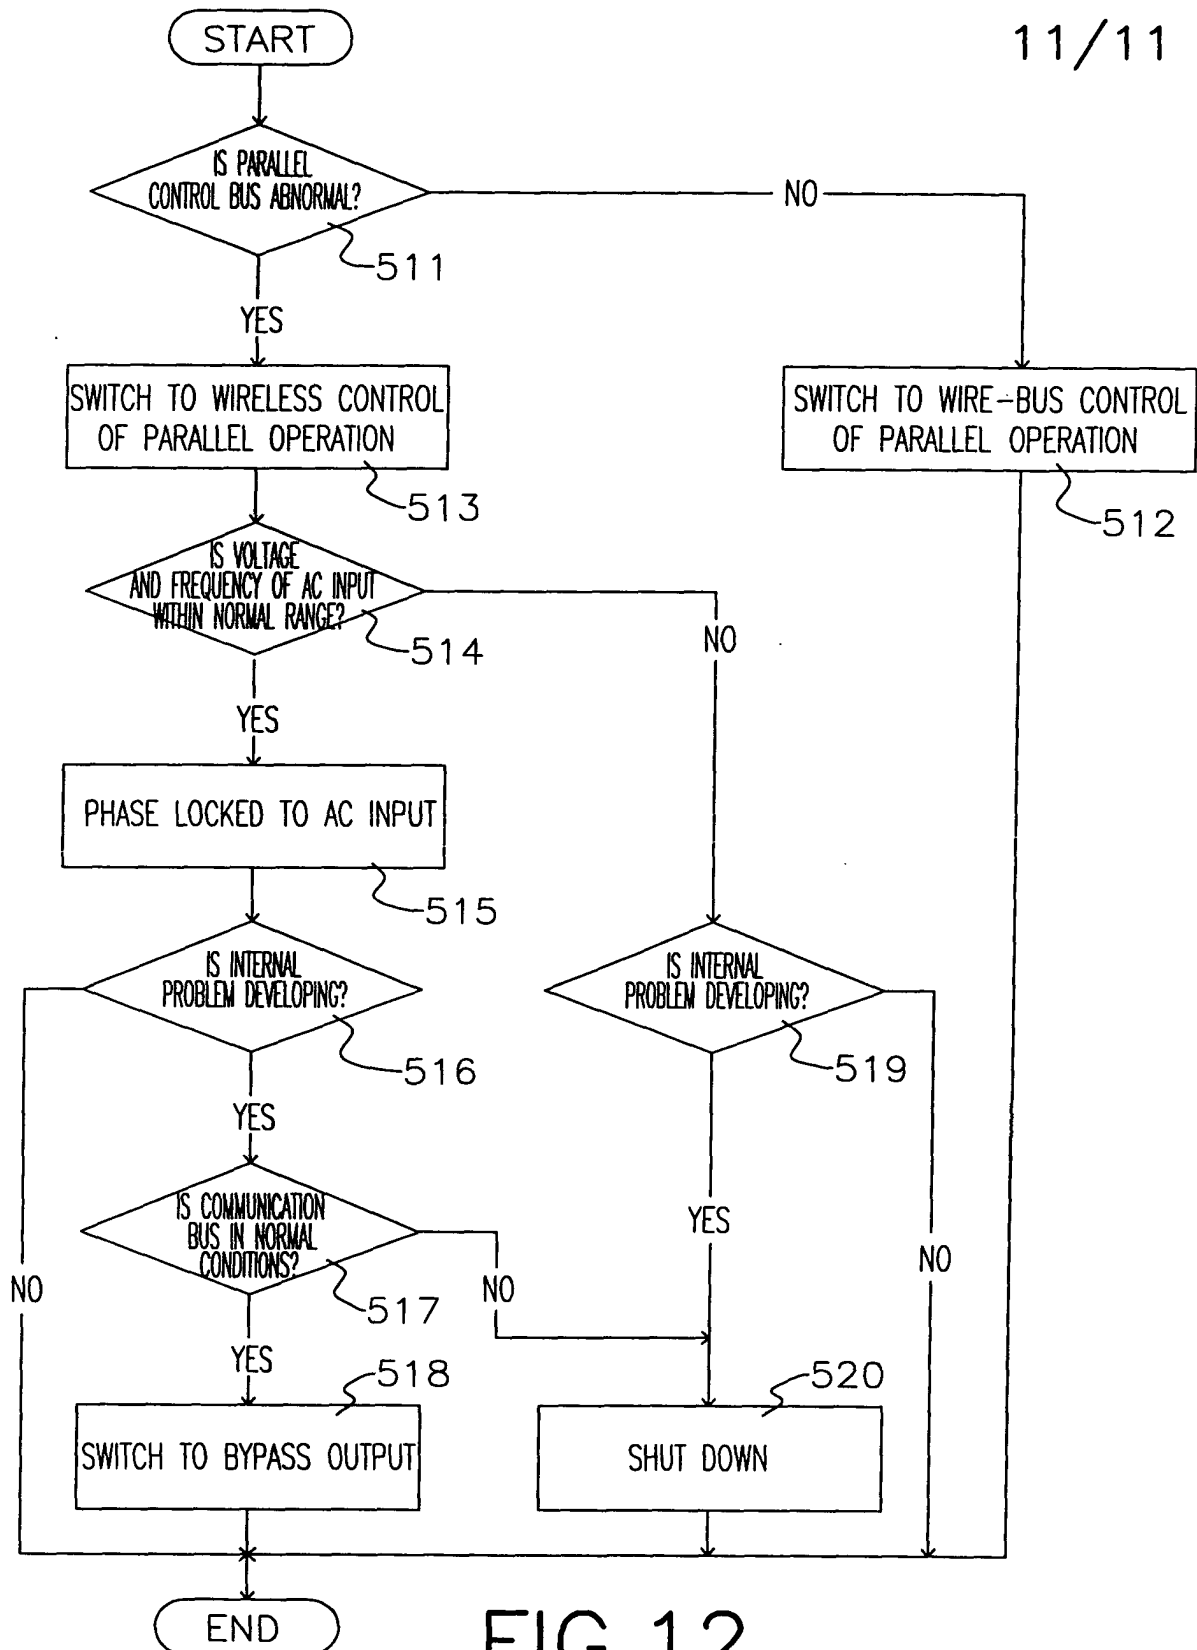 START
11/11
IS PARALLEL
CONTROL BUS ABNORMAL?
NO
511
YES
SWITCH TO WIRELESS CONTROL
OF PARALLEL OPERATION
SWITCH TO WIRE-BUS CONTROL
OF PARALLEL OPERATION
513
512
IS VOLTAGE
AND FREQUENCY OF AC INPUT
WITHIN NORMAL RANGE?
514
NO
YES
PHASE LOCKED TO AC INPUT
515
IS INTERNAL
PROBLEM DEVELOPING?
IS INTERNAL
PROBLEM DEVELOPING?
516
519
YES
IS COMMUNICATION
BUS IN NORMAL
CONDITIONS?
YES
NO
NO
NO
517
YES
518
520
SWITCH TO BYPASS OUTPUT
SHUT DOWN
END
FIG.12